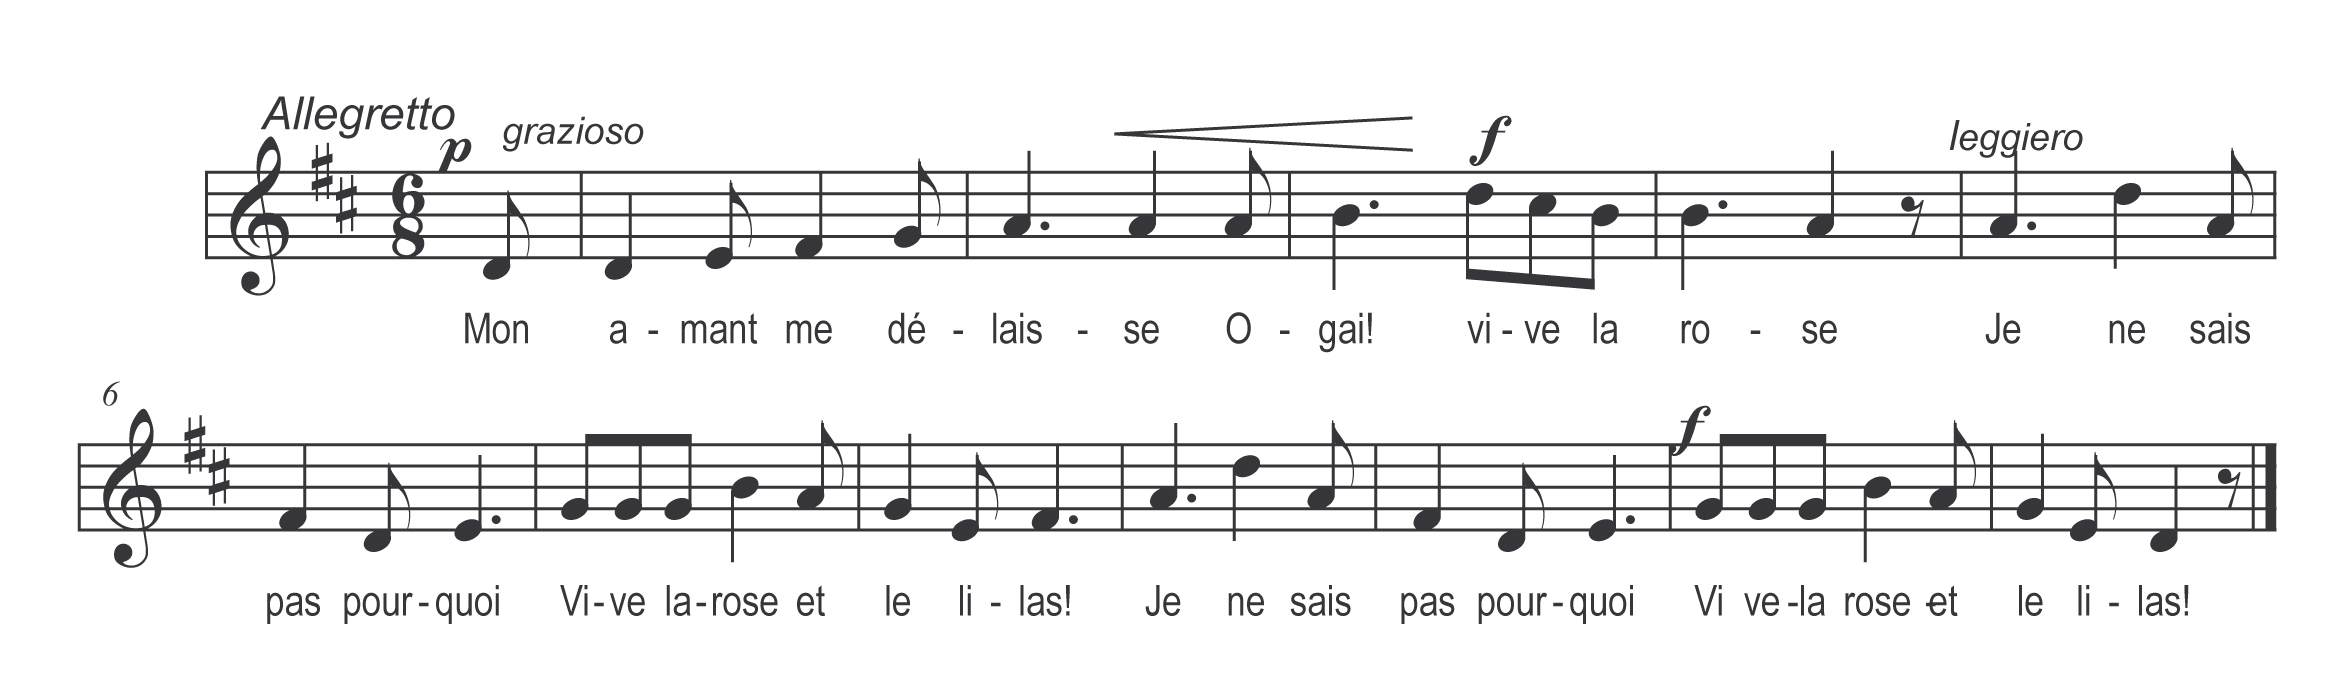 Allegretto
p grazioso f leggiero
6
8
Mon a - mant me dé - lais - se O - gai! vi - ve la ro - se Je ne sais
6
f
pas pour - quoi Vi - ve la - rose et le li - las! Je ne sais pas pour - quoi Vi ve - la rose - et le li - las!